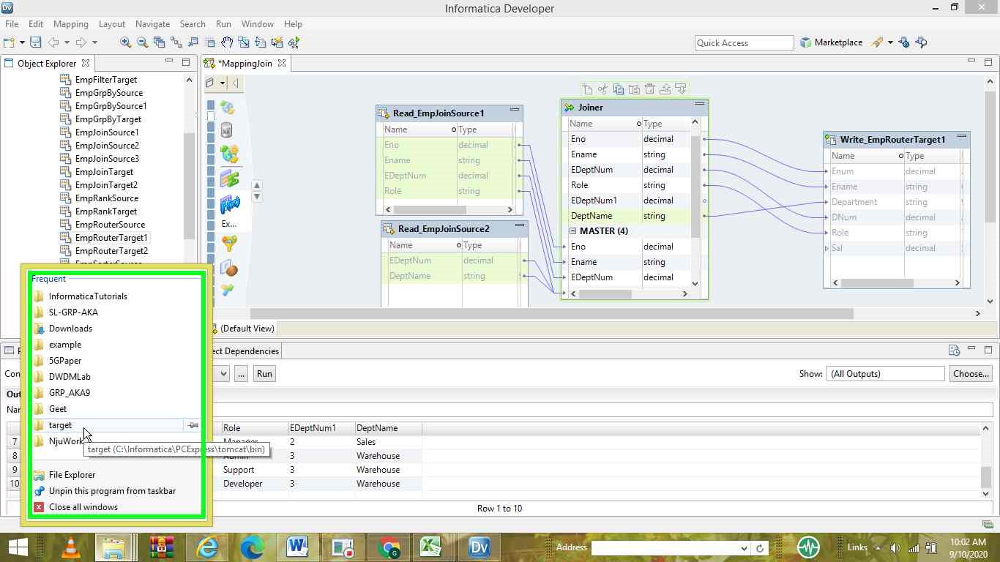 Dv
Informatica Developer
File Edit Mapping Layout Navigate Search Run Window Help
Quick Access
Marketplace
Object Explorer
*MappingJoin
EmpFilterTarget
EmpGrpBySource
EmpGrpBySource1
EmpGrpByTarget
EmpJoinSource1
EmpJoinSource2
EmpJoinSource3
EmpJoinTarget
EmpJoinTarget2
EmpRankSource
EmpRankTarget
EmpRouterSource
EmpRouterTarget1
EmpRouterTarget2
Ex...
Read_EmpJoinSource1
Name Type
Eno decimal
Ename string
EDeptNum decimal
Role string
Read_EmpJoinSource2
Name Type
EDeptNum decimal
DeptName string
Joiner
Name Type
Eno decimal
Ename string
EDeptNum decimal
Role string
EDeptNum1 decimal
DeptName string
MASTER (4)
Eno decimal
Ename string
EDeptNum decimal
Write_EmpRouterTarget1
Name Type
Enum decimal
Ename string
Department string
DNum decimal
Role string
Sal decimal
(Default View)
ect Dependencies
Con
... Run
Show: (All Outputs) Choose...
Out
Nar
Role EDeptNum1 DeptName
7 Manager 2 Sales
8 Admin 3 Warehouse
9 Support 3 Warehouse
10 Developer 3 Warehouse
Row 1 to 10
Frequent
InformaticaTutorials
SL-GRP-AKA
Downloads
example
5GPaper
DWDMLab
GRP_AKA9
Geet
target
NjuWork
target (C:\Informatica\PCExpress\tomcat\bin)
File Explorer
Unpin this program from taskbar
Close all windows
Address
Links
10:02 AM
9/10/2020